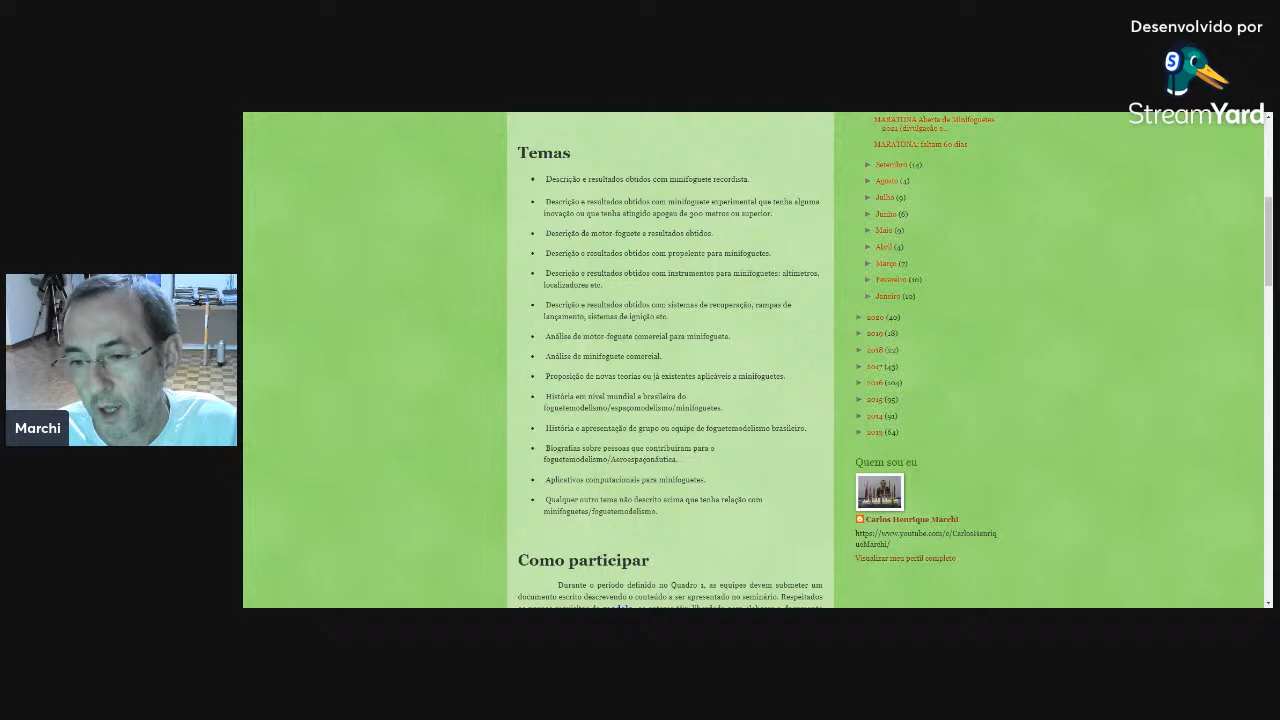 Desenvolvido por
StreamYard
Marchi
Temas
Descrição e resultados obtidos com minifoguete recordista.
Descrição e resultados obtidos com minifoguete experimental que tenha alguma
inovação ou que tenha atingido apogeu de 300 metros ou superior.
Descrição de motor-foguete e resultados obtidos.
Descrição e resultados obtidos com propelente para minifoguetes.
Descrição e resultados obtidos com instrumentos para minifoguetes: altímetros,
localizadores etc.
Descrição e resultados obtidos com sistemas de recuperação, rampas de
lançamento, sistemas de ignição etc.
Análise de motor-foguete comercial para minifoguete.
Análise de minifoguete comercial.
Proposição de novas teorias ou já existentes aplicáveis a minifoguetes.
História em nível mundial e brasileira do
foguetemodelismo/espaçomodelismo/minifoguetes.
História e apresentação de grupo ou equipe de foguetemodelismo brasileiro.
Biografias sobre pessoas que contribuíram para o
foguetemodelismo/Aeroespaçonáutica.
Aplicativos computacionais para minifoguetes.
Qualquer outro tema não descrito acima que tenha relação com
minifoguetes/foguetemodelismo.
Como participar
Durante o período definido no Quadro 1, as equipes devem submeter um
documento escrito descrevendo o conteúdo a ser apresentado no seminário. Respeitados
MARATONA Aberta de Minifoguetes
2021 (divulgação e...
MARATONA: faltam 60 dias
► Setembro (14)
► Agosto (4)
► Julho (9)
► Junho (6)
► Maio (9)
► Abril (4)
► Março (7)
► Fevereiro (10)
► Janeiro (10)
► 2020 (40)
► 2019 (18)
► 2018 (22)
► 2017 (43)
► 2016 (104)
► 2015 (95)
► 2014 (91)
► 2013 (64)
Quem sou eu
Carlos Henrique Marchi
https://www.youtube.com/c/CarlosHenriq
ueMarchi/
Visualizar meu perfil completo